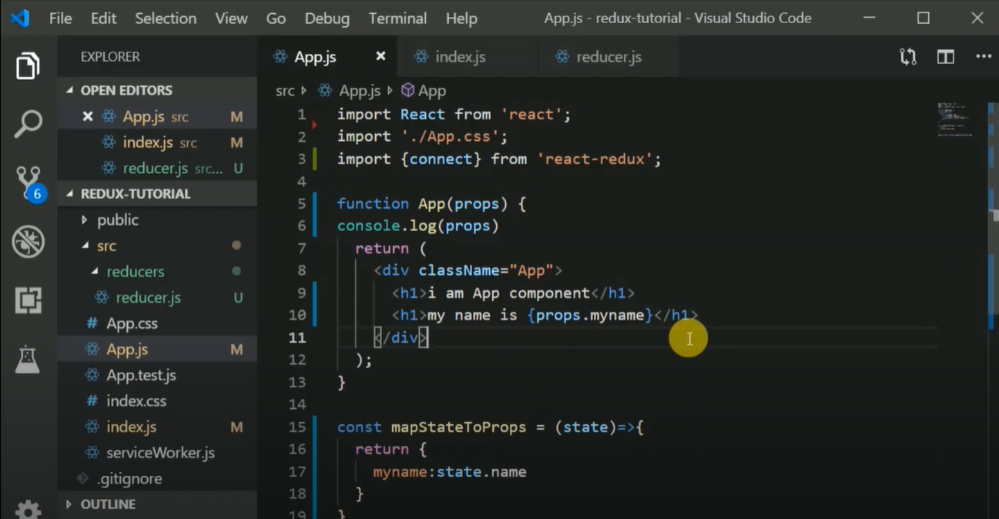 File Edit Selection View Go Debug Terminal Help App.js - redux-tutorial - Visual Studio Code
EXPLORER
OPEN EDITORS
App.js src M
index.js src M
reducer.js src... U
REDUX-TUTORIAL
public
src
reducers
reducer.js U
App.css
App.js M
App.test.js
index.css
index.js M
serviceWorker.js
.gitignore
OUTLINE
6
App.js index.js reducer.js
src App.js App
1 import React from 'react';
2 import './App.css';
3 import {connect} from 'react-redux';
4
5 function App(props) {
6 console.log(props)
7 return (
8 <div className="App">
9 <h1>i am App component</h1>
10 <h1>my name is {props.myname}</h1>
11 </div>
12 );
13 }
14
15 const mapStateToProps = (state)=>{
16 return {
17 myname:state.name
18 }
19 }